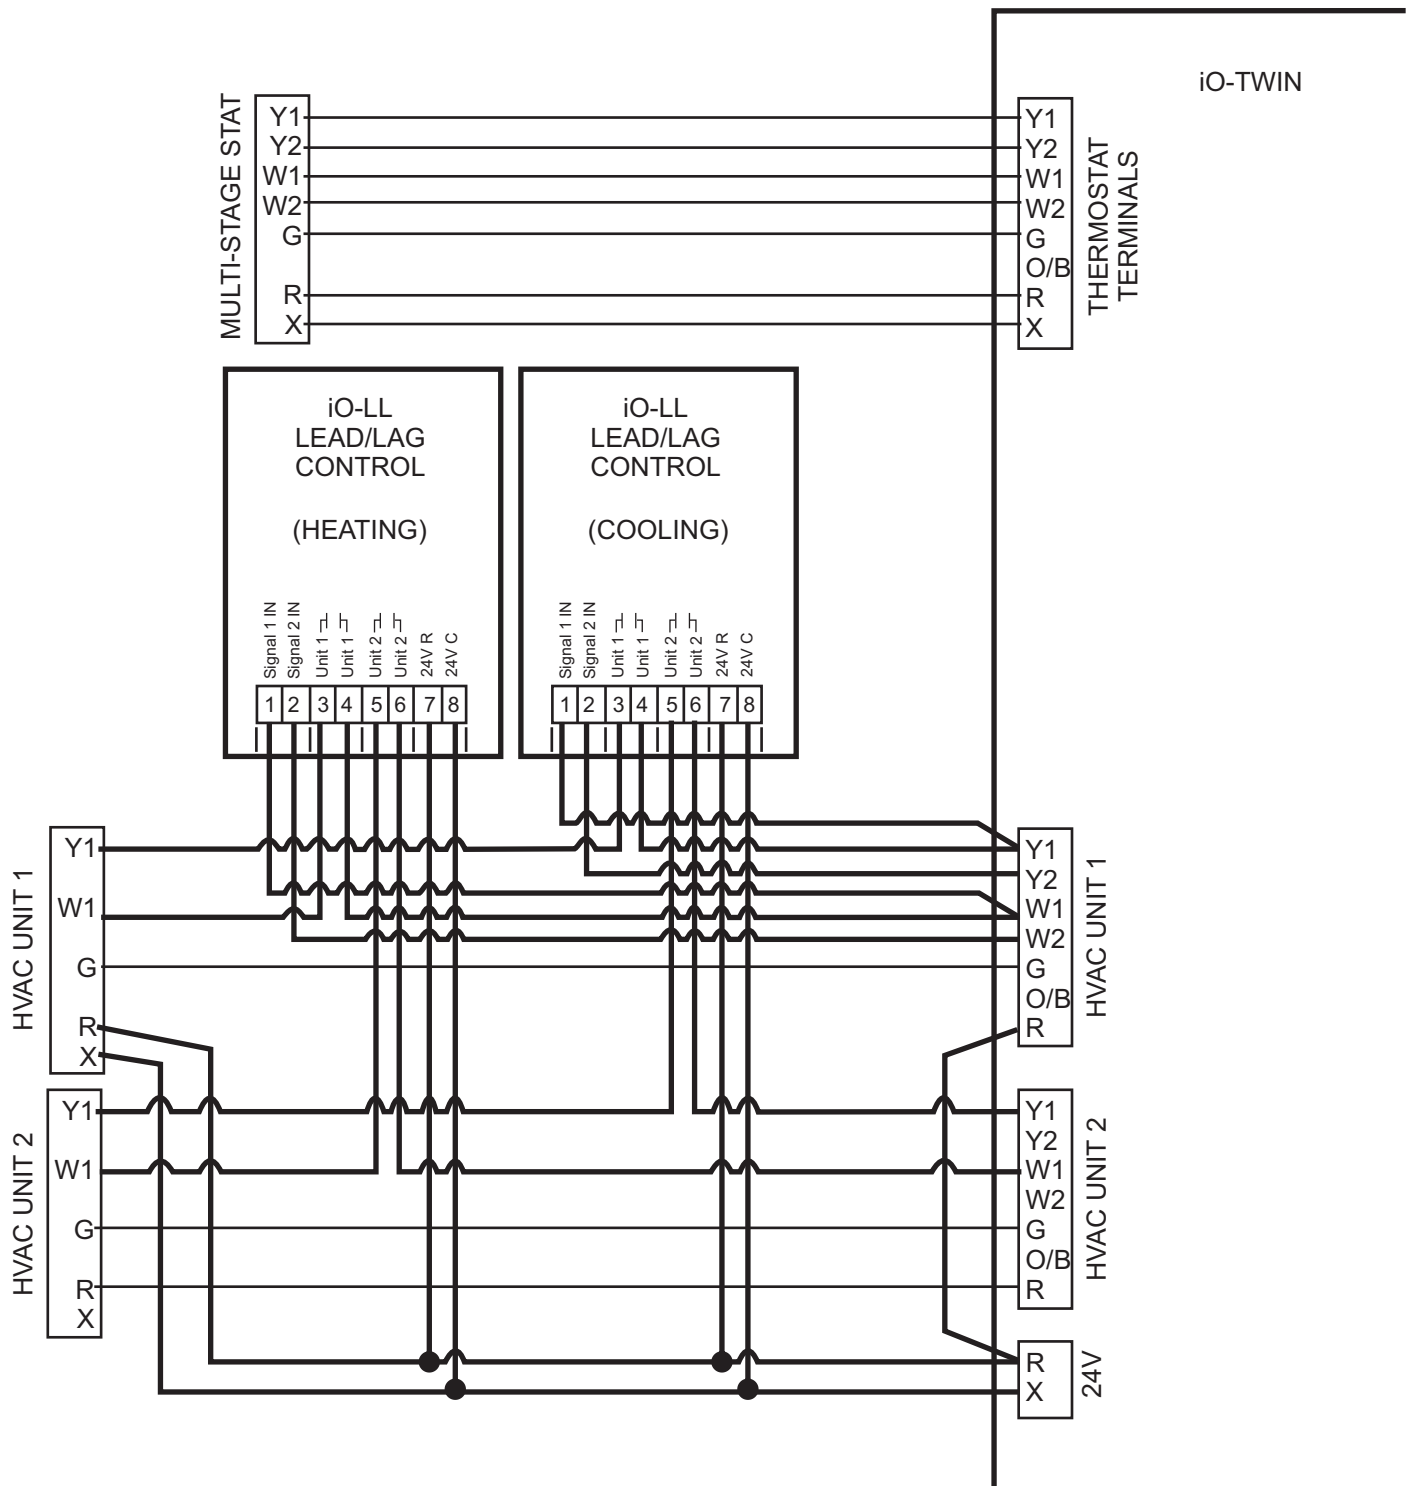 iO-TWIN
MULTI-STAGE STAT
Y1
Y2
W1
W2
G
R
X
Y1
Y2
W1
W2
G
O/B
R
X
THERMOSTAT
TERMINALS
iO-LL
LEAD/LAG
CONTROL
(HEATING)
Signal 1 IN
Signal 2 IN
Unit 1
Unit 1
Unit 2
Unit 2
24V R
24V C
1 2 3 4 5 6 7 8
iO-LL
LEAD/LAG
CONTROL
(COOLING)
Signal 1 IN
Signal 2 IN
Unit 1
Unit 1
Unit 2
Unit 2
24V R
24V C
1 2 3 4 5 6 7 8
HVAC UNIT 1
Y1
W1
G
R
X
Y1
Y2
W1
W2
G
O/B
R
HVAC UNIT 1
HVAC UNIT 2
Y1
W1
G
R
X
Y1
Y2
W1
W2
G
O/B
R
HVAC UNIT 2
R
X
24V